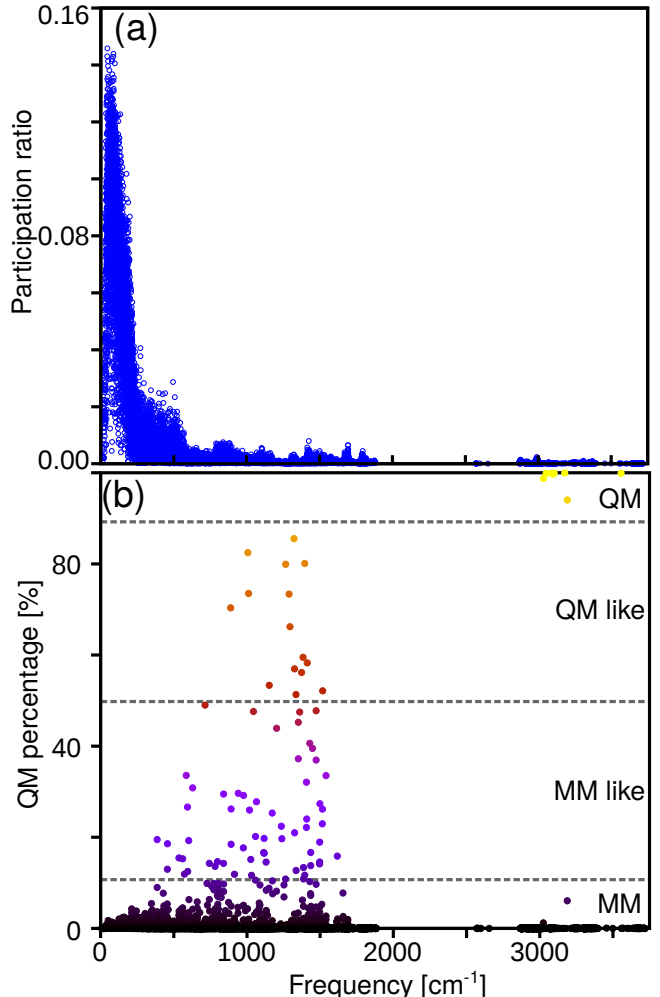 (a)
0.16
0.08
0.00
Participation ratio
(b)
QM
80
QM like
40
MM like
MM
0
QM percentage [%]
0
1000
2000
3000
Frequency [cm⁻¹]